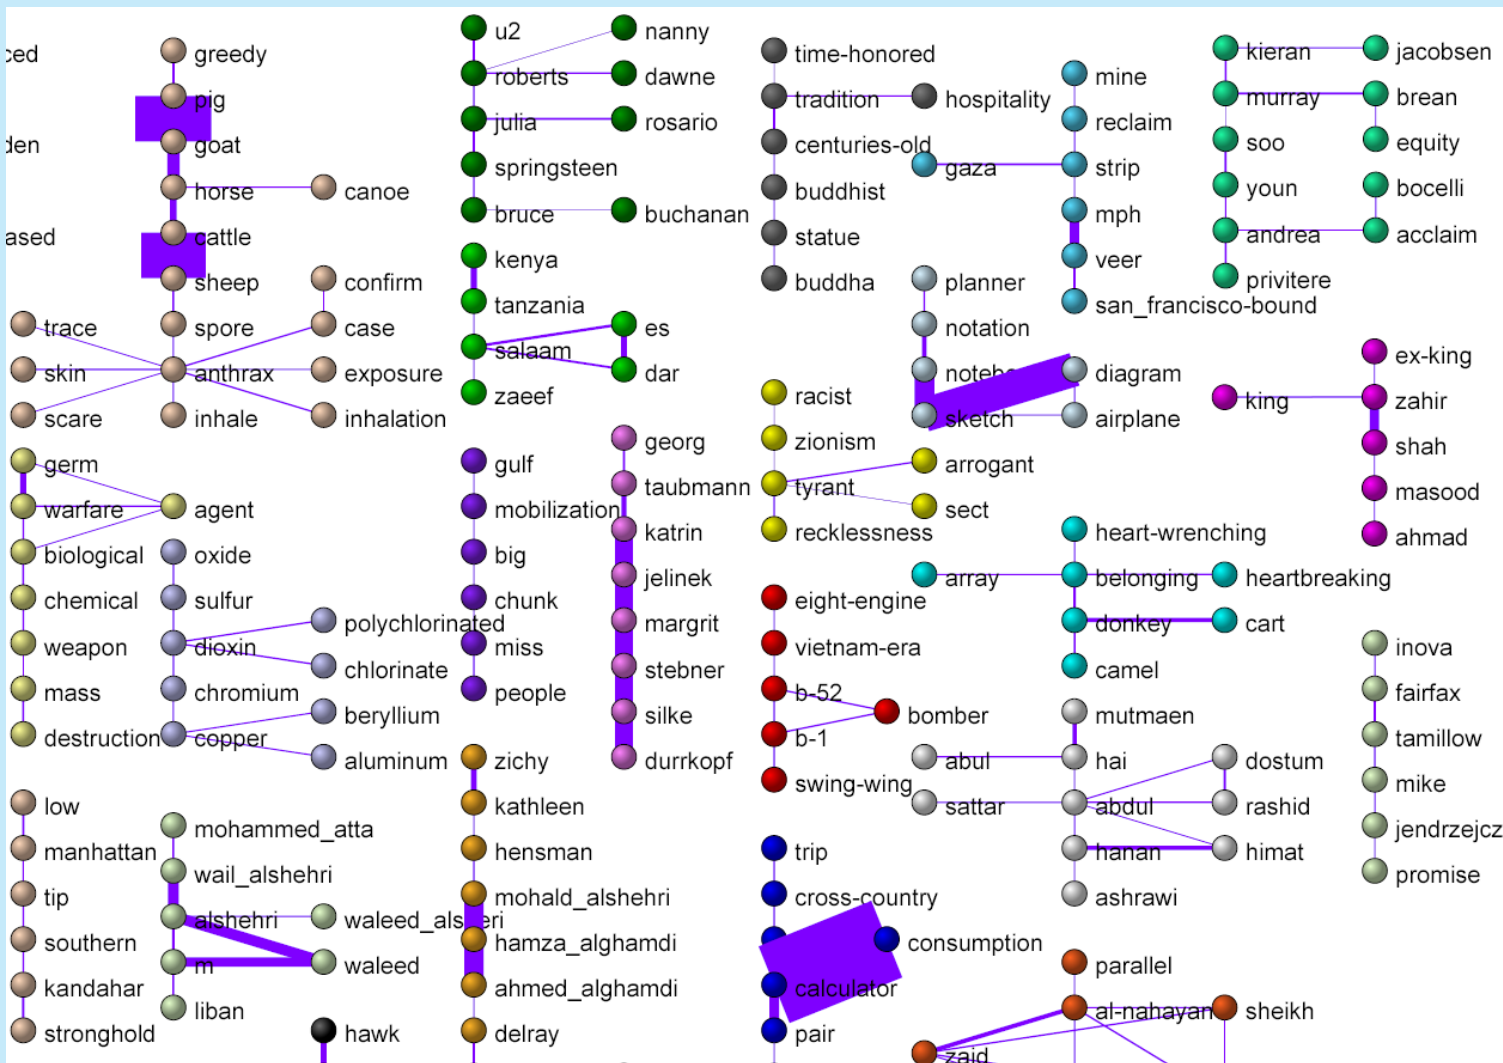 ced
den
ased
greedy
pig
goat
horse
canoe
cattle
sheep
confirm
trace
spore
case
skin
anthrax
exposure
scare
inhale
inhalation
germ
warfare
agent
biological
oxide
chemical
sulfur
weapon
dioxin
polychlorinated
chlorinate
mass
chromium
beryllium
destruction
copper
aluminum
low
manhattan
tip
southern
kandahar
stronghold
mohammed_atta
wail_alshehri
alshehri
waleed_alsheri
m
waleed
liban
hawk
u2
nanny
roberts
dawne
julia
rosario
springsteen
bruce
buchanan
kenya
tanzania
es
salaam
dar
zaeef
gulf
mobilization
big
chunk
miss
people
georg
taubmann
katrin
jelinek
margrit
stebner
silke
durrkopf
zichy
kathleen
hensman
mohald_alshehri
hamza_alghamdi
ahmed_alghamdi
delray
time-honored
tradition
hospitality
centuries-old
buddhist
statue
buddha
mine
reclaim
gaza
strip
mph
veer
san_francisco-bound
planner
notation
diagram
sketch
airplane
racist
zionism
arrogant
tyrant
sect
recklessness
eight-engine
vietnam-era
b-52
bomber
b-1
swing-wing
trip
cross-country
consumption
calculator
pair
kieran
jacobsen
murray
brean
soo
equity
youn
bocelli
andrea
acclaim
privitere
ex-king
king
zahir
shah
masood
ahmad
heart-wrenching
array
belonging
heartbreaking
donkey
cart
camel
mutmaen
abul
hai
dostum
sattar
abdul
rashid
hanan
himat
ashrawi
inova
fairfax
tamillow
mike
jendrzejcz
promise
parallel
al-nahayan
sheikh
zaid